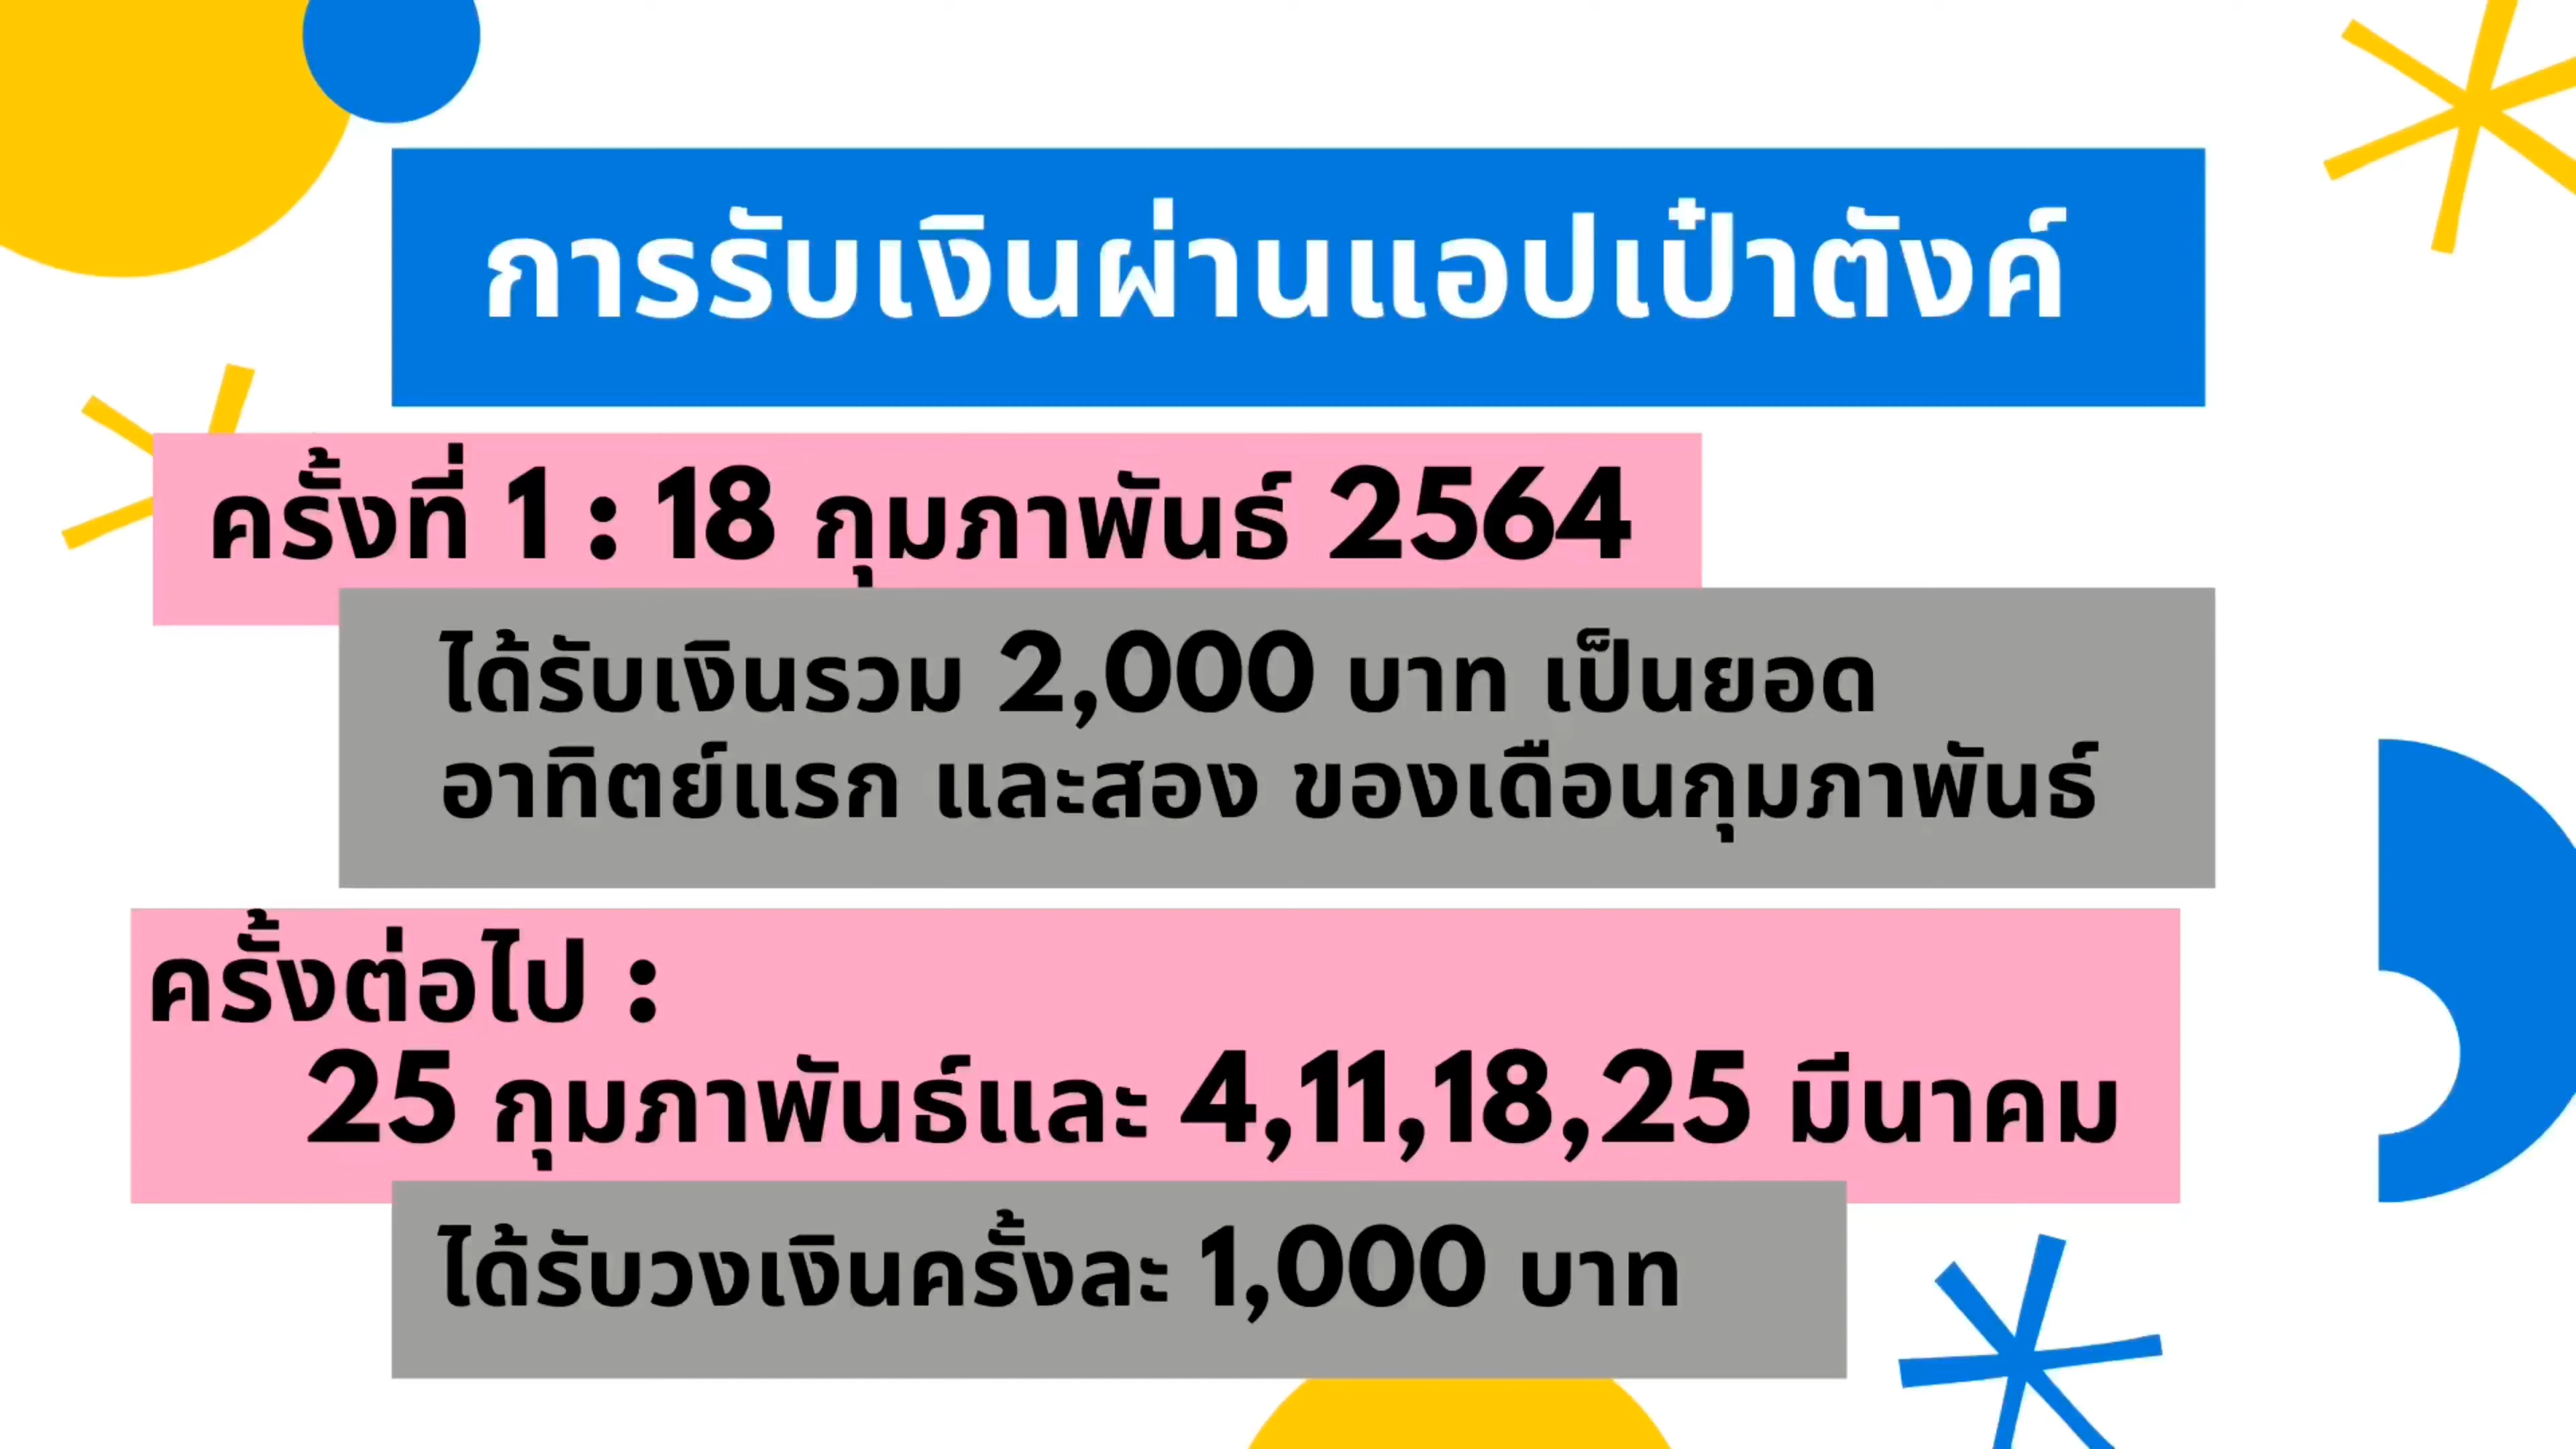 การรับเงินผ่านแอปเป๋าตังค์
ครั้งที่ 1 : 18 กุมภาพันธ์ 2564
ได้รับเงินรวม 2,000 บาท เป็นยอด
อาทิตย์แรก และสอง ของเดือนกุมภาพันธ์
ครั้งต่อไป :
25 กุมภาพันธ์และ 4,11,18,25 มีนาคม
ได้รับวงเงินครั้งละ 1,000 บาท